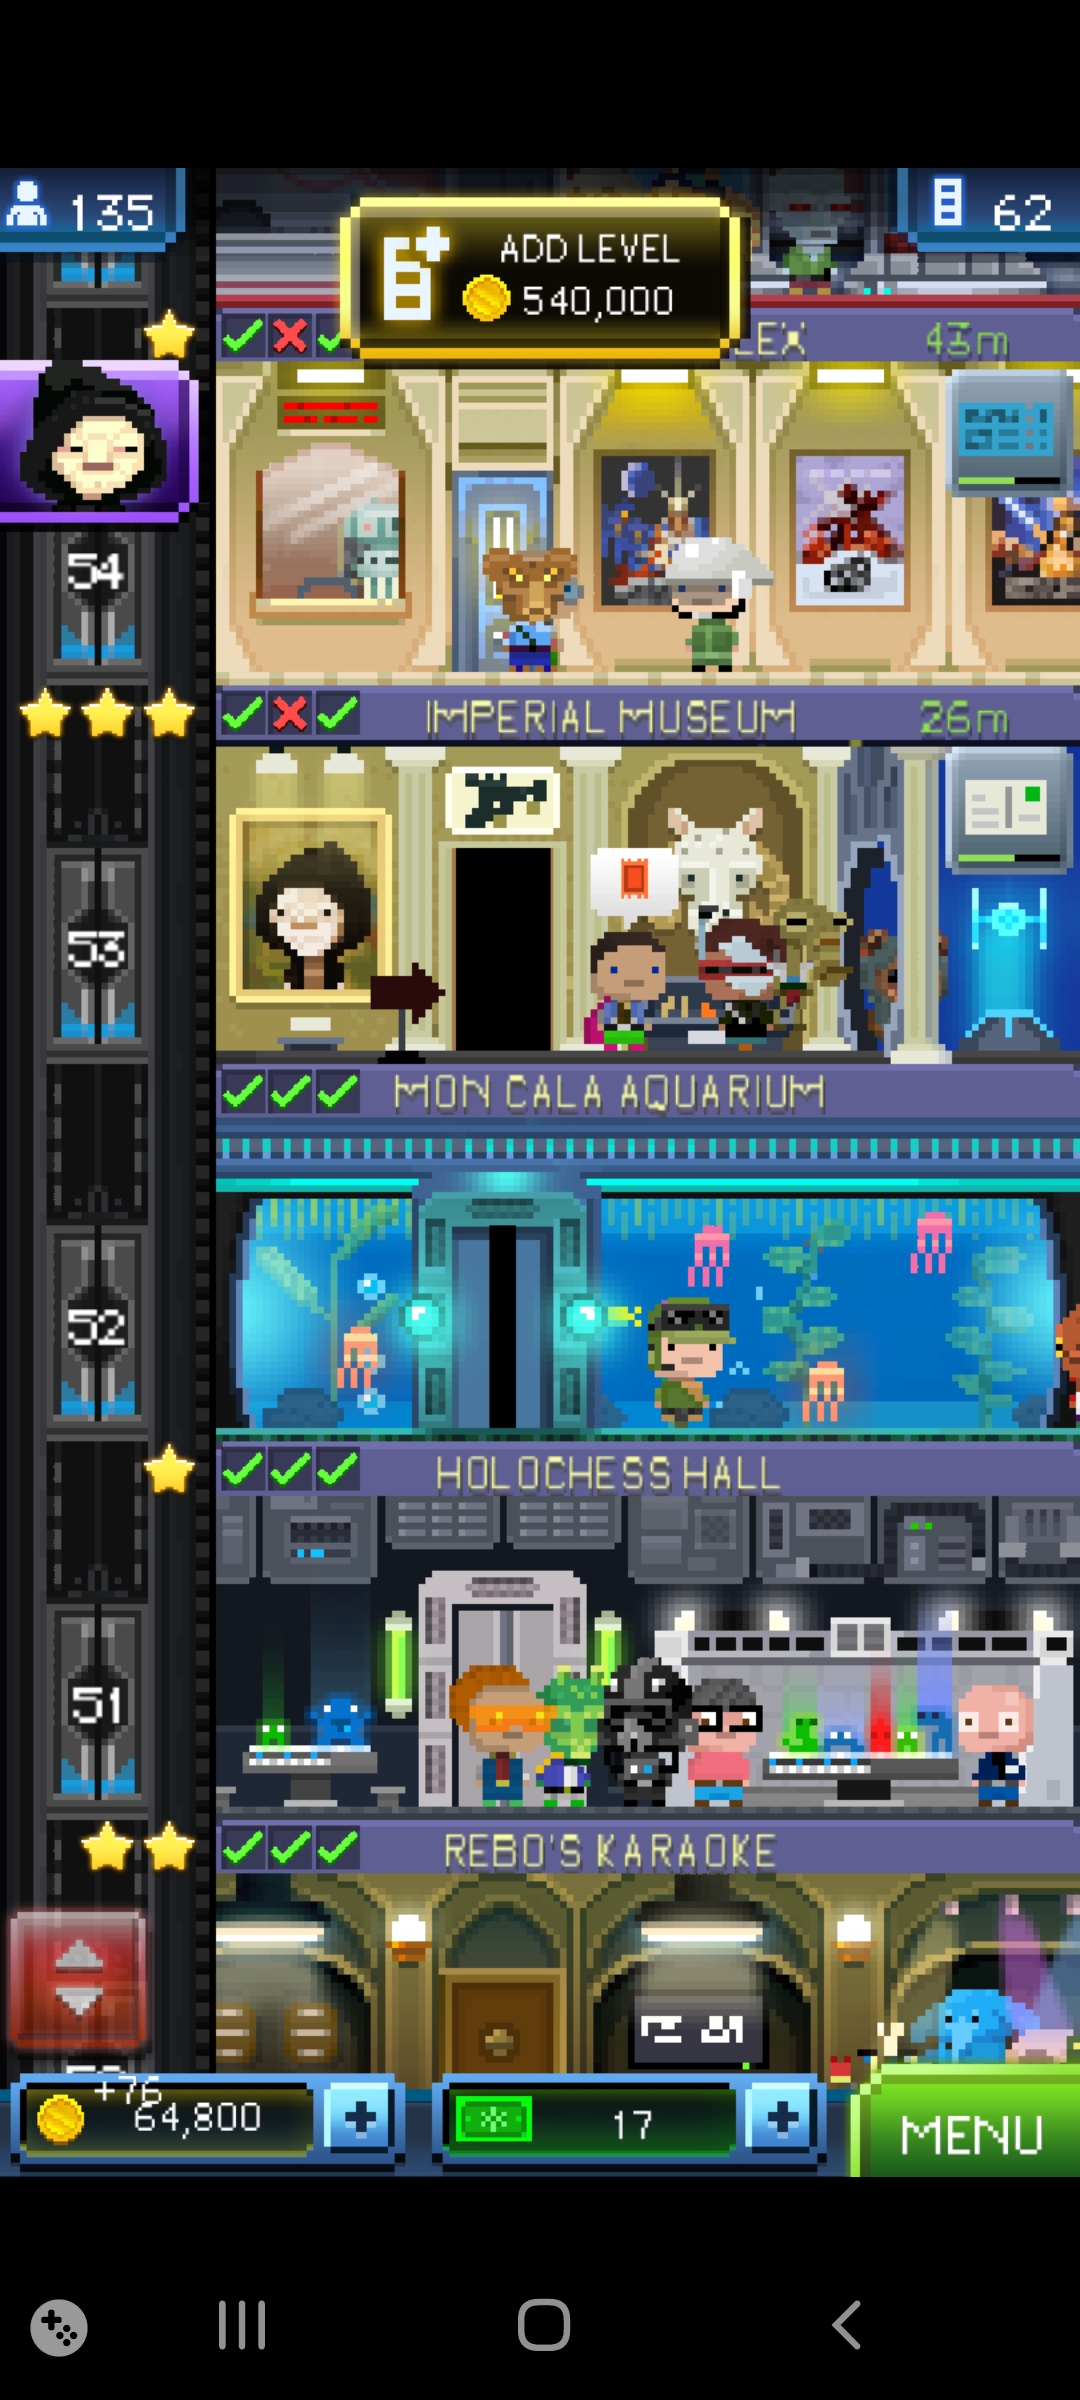 135
62
ADD LEVEL
540,000
LEX 43m
54
IMPERIAL MUSEUM 26m
53
MON CALA AQUARIUM
52
HOLOCHESS HALL
51
REBO'S KARAOKE
+76
64,800
17
MENU